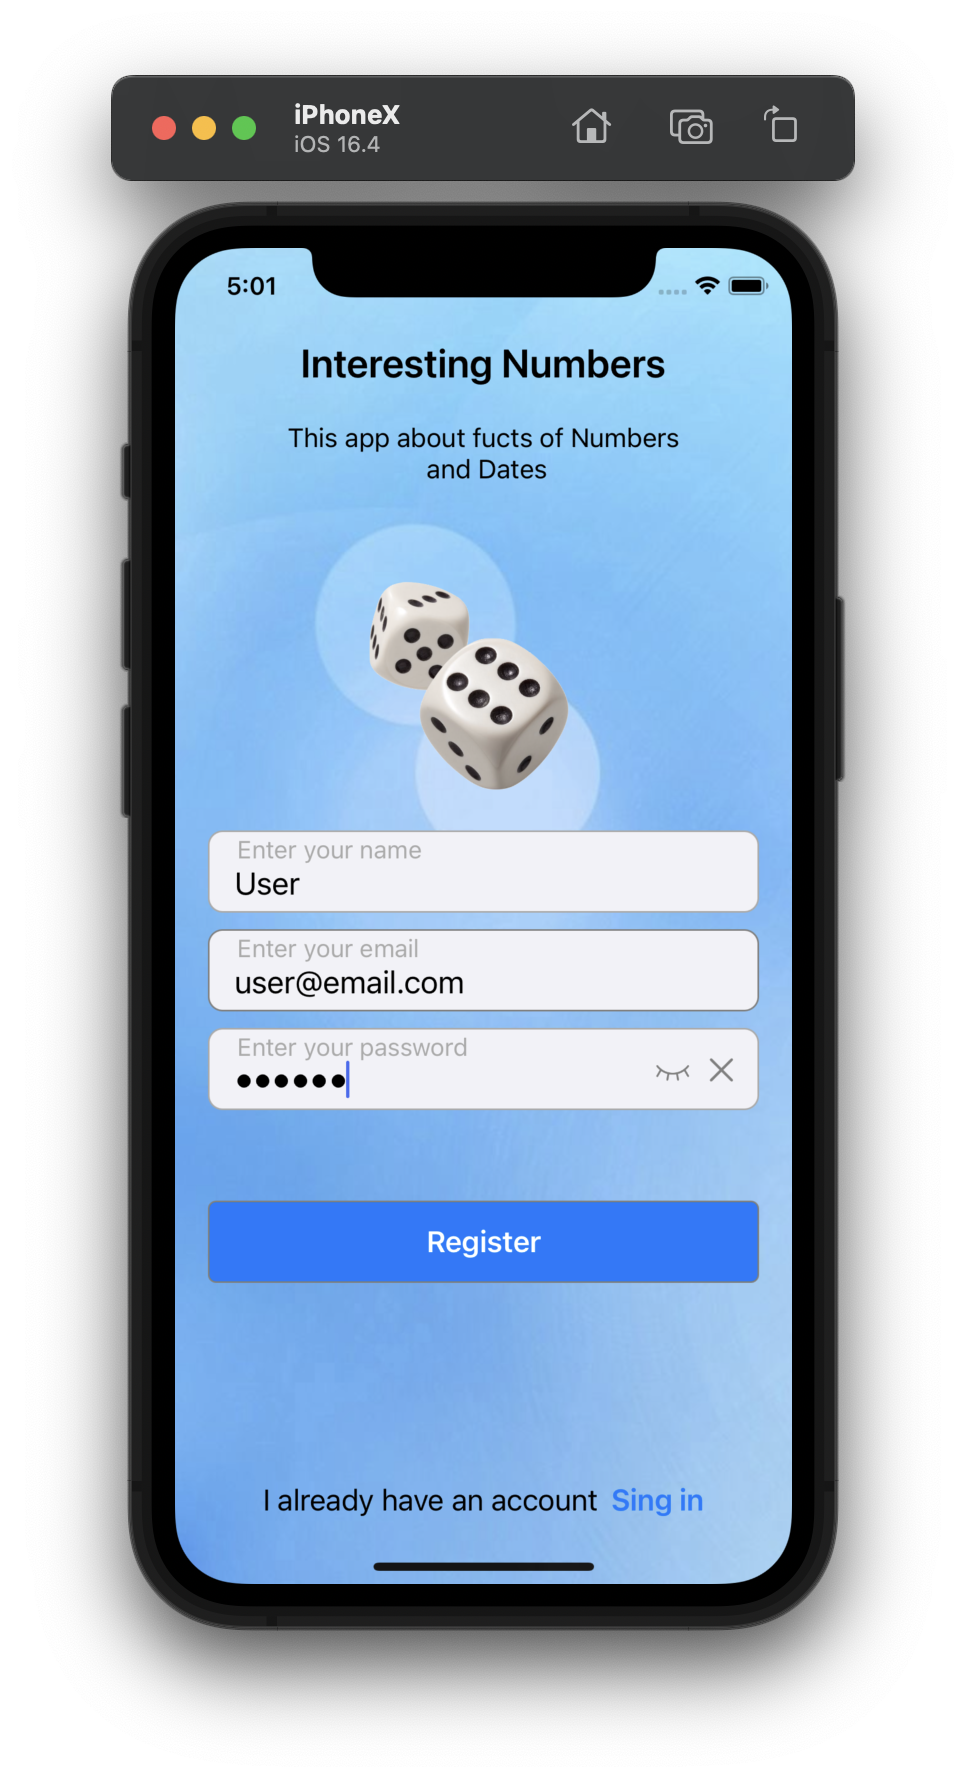 iPhoneX
iOS 16.4
5:01
Interesting Numbers
This app about fucts of Numbers
and Dates
Enter your name
User
Enter your email
user@email.com
Enter your password
••••••
Register
I already have an account Sing in